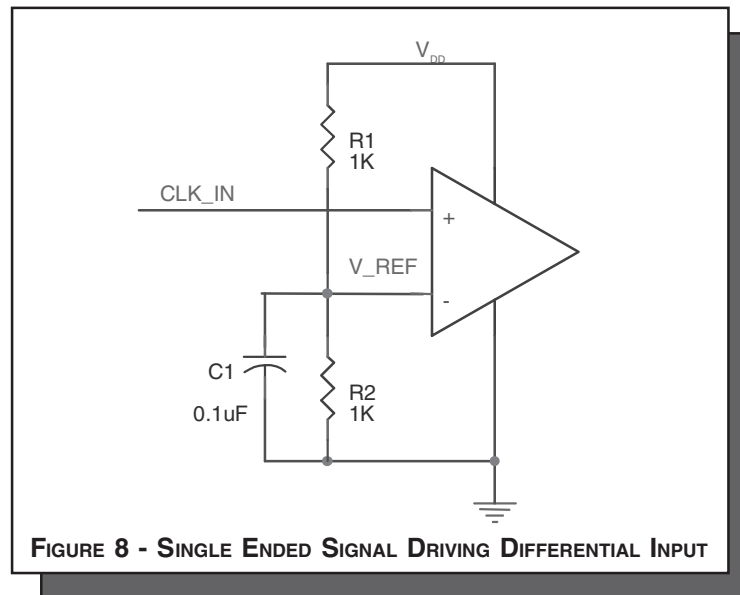 V_DD
R1
1K
CLK_IN
+
V_REF
-
C1
0.1uF
R2
1K
FIGURE 8 - SINGLE ENDED SIGNAL DRIVING DIFFERENTIAL INPUT